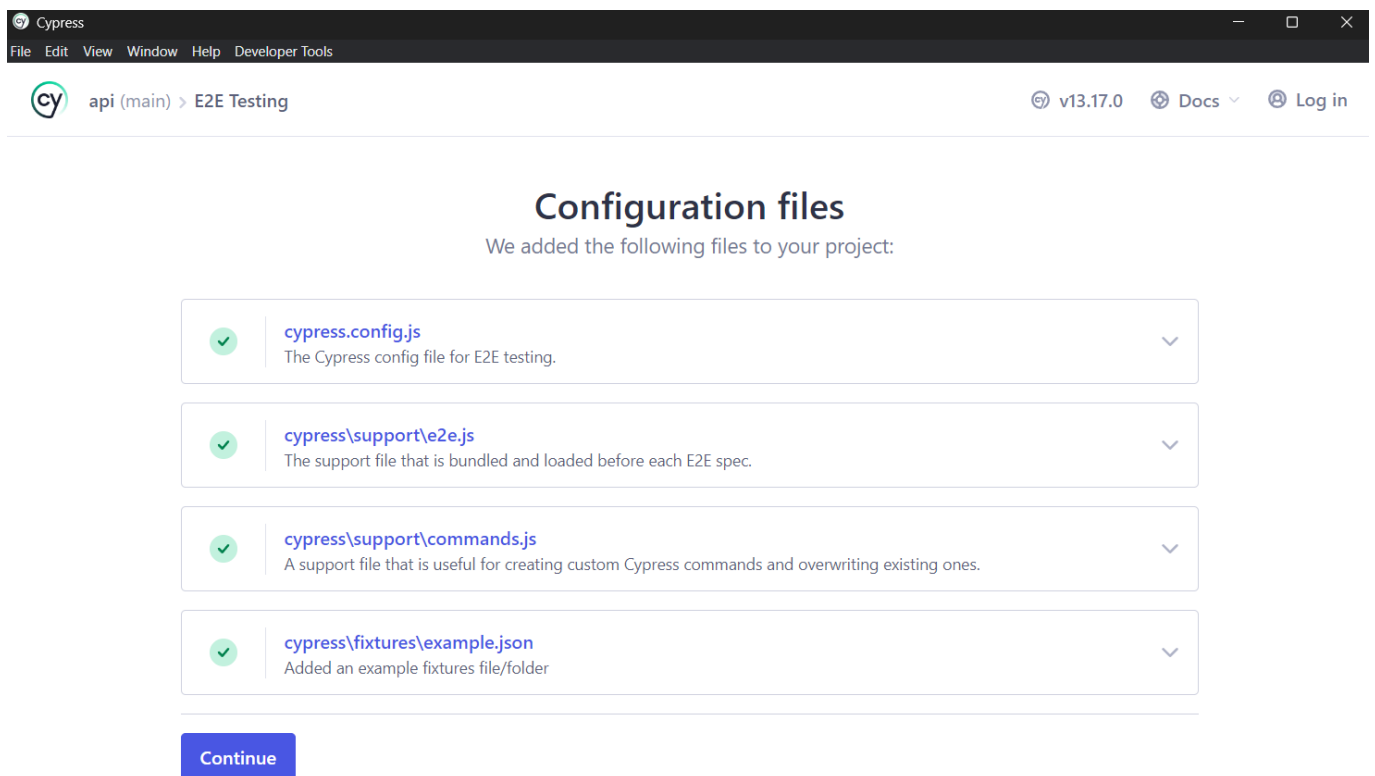 cy Cypress
File Edit View Window Help Developer Tools
cy api (main) > E2E Testing cy v13.17.0 Docs Log in
Configuration files
We added the following files to your project:
cypress.config.js
The Cypress config file for E2E testing.
cypress\support\e2e.js
The support file that is bundled and loaded before each E2E spec.
cypress\support\commands.js
A support file that is useful for creating custom Cypress commands and overwriting existing ones.
cypress\fixtures\example.json
Added an example fixtures file/folder
Continue